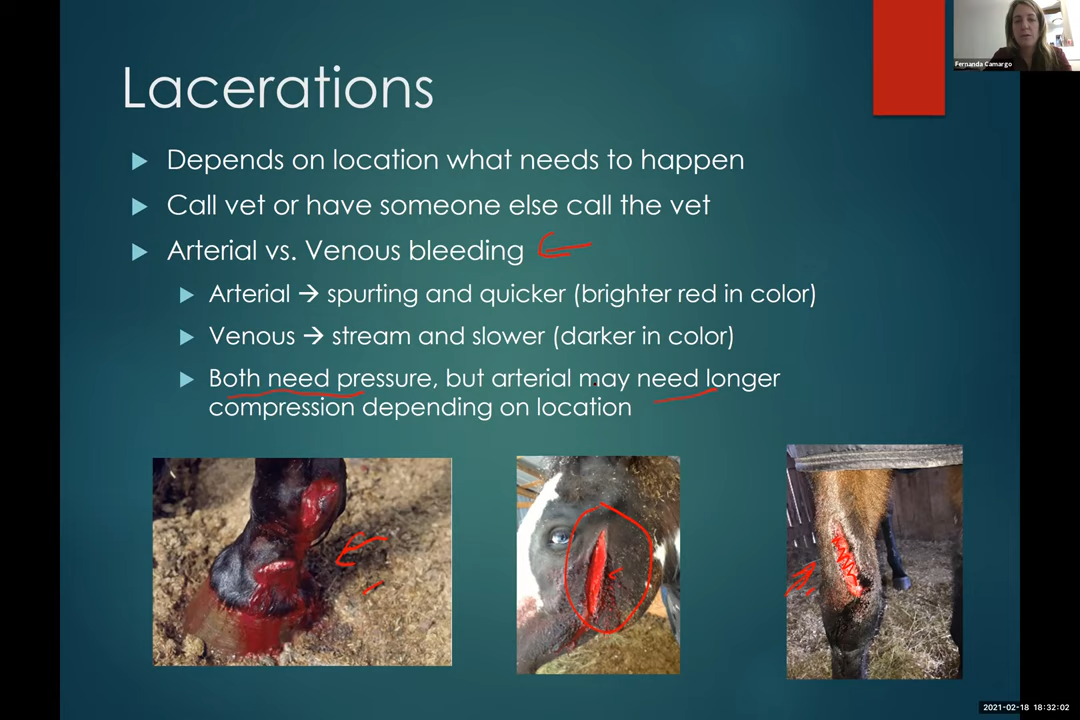 Fernanda Camargo
Lacerations
Depends on location what needs to happen
Call vet or have someone else call the vet
Arterial vs. Venous bleeding
Arterial → spurting and quicker (brighter red in color)
Venous → stream and slower (darker in color)
Both need pressure, but arterial may need longer
compression depending on location
2021-02-18 18:32:02